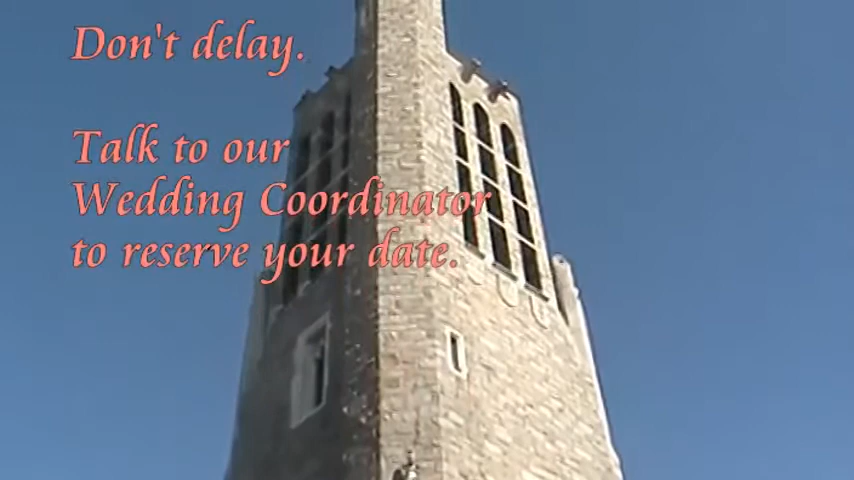 Don't delay.
Talk to our
Wedding Coordinator
to reserve your date.